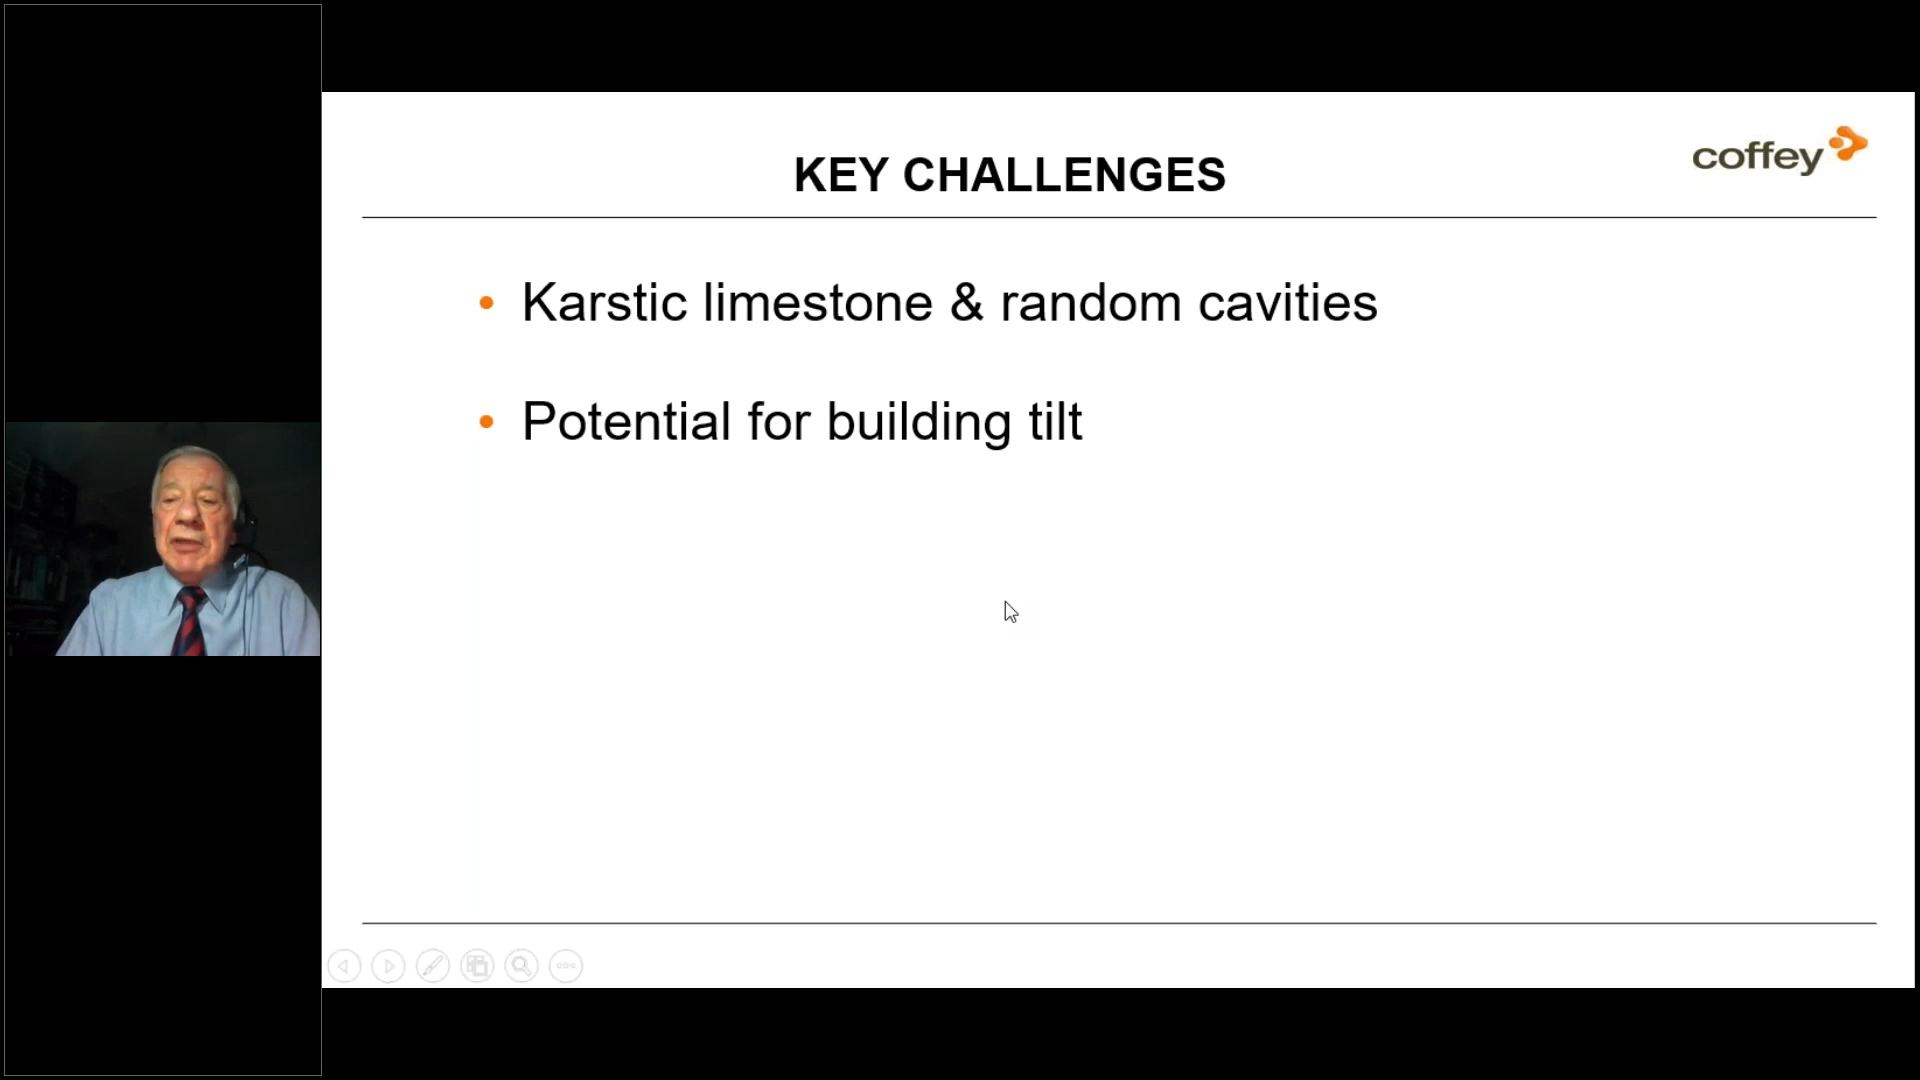 KEY CHALLENGES
coffey
• Karstic limestone & random cavities
• Potential for building tilt